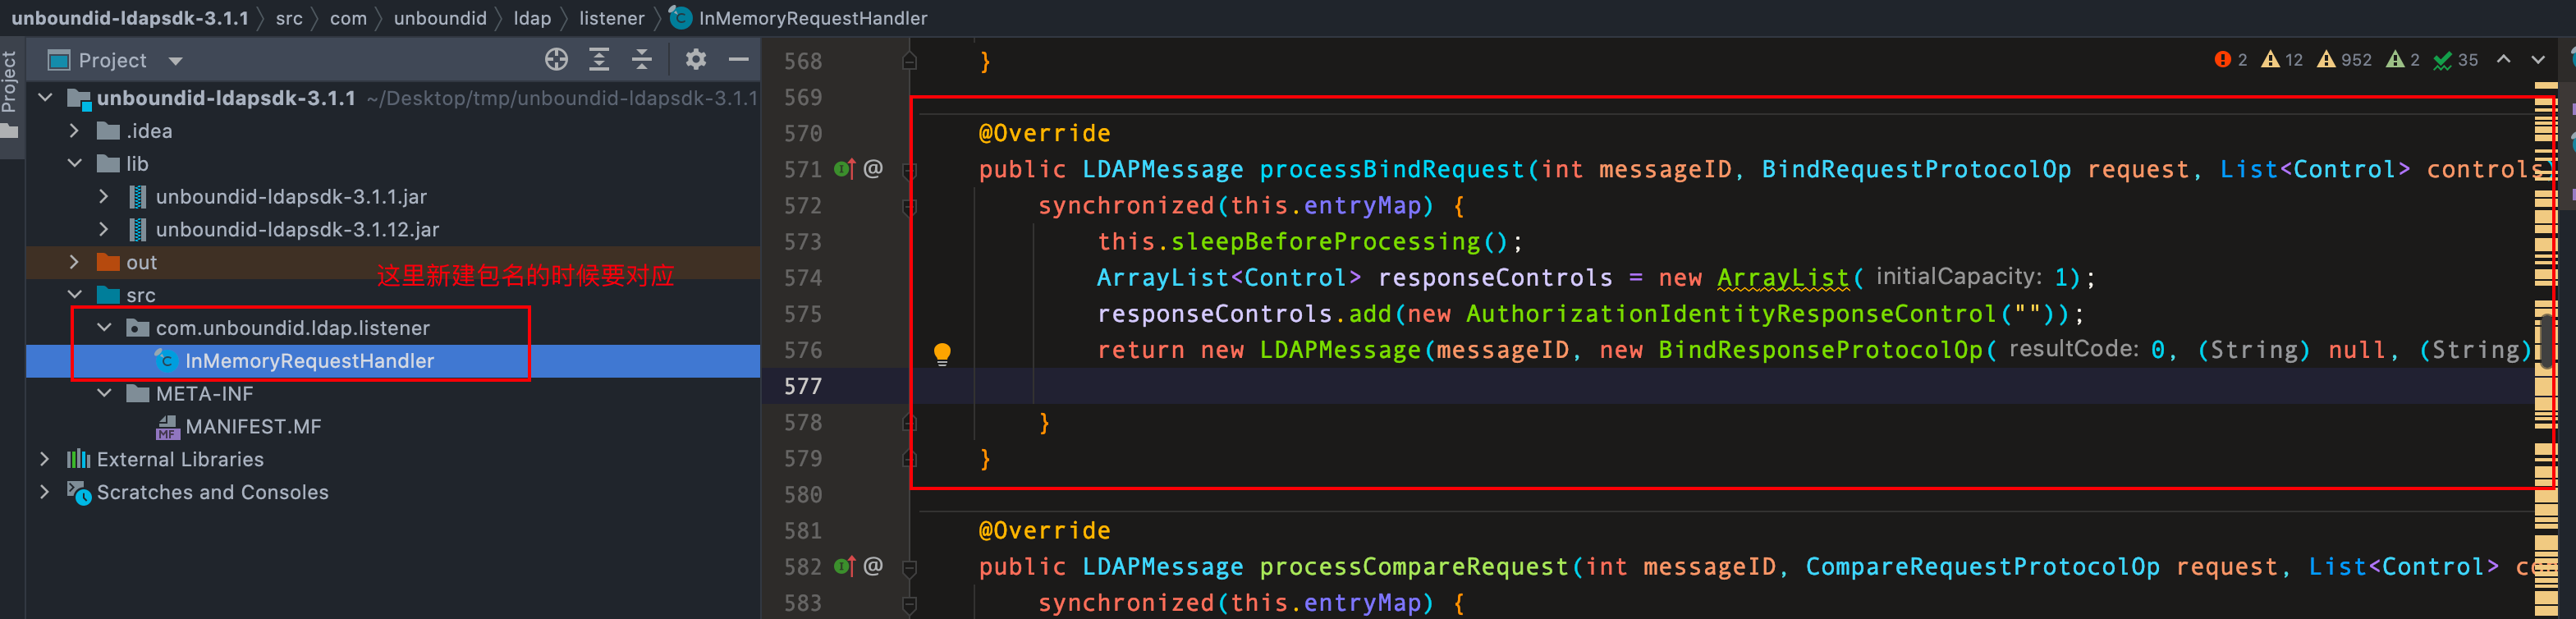 unboundid-ldapsdk-3.1.1 src com unboundid ldap listener InMemoryRequestHandler
Project
Project
unboundid-ldapsdk-3.1.1 ~/Desktop/tmp/unboundid-ldapsdk-3.1.1
.idea
lib
unboundid-ldapsdk-3.1.1.jar
unboundid-ldapsdk-3.1.12.jar
out
这里新建包名的时候要对应
src
com.unboundid.ldap.listener
InMemoryRequestHandler
META-INF
MANIFEST.MF
External Libraries
Scratches and Consoles
2 12 952 2 35
568 }
569
570 @Override
571 @ public LDAPMessage processBindRequest(int messageID, BindRequestProtocolOp request, List<Control> controls)
572 synchronized(this.entryMap) {
573 this.sleepBeforeProcessing();
574 ArrayList<Control> responseControls = new ArrayList( initialCapacity: 1);
575 responseControls.add(new AuthorizationIdentityResponseControl(""));
576 return new LDAPMessage(messageID, new BindResponseProtocolOp( resultCode: 0, (String) null, (String)
577
578 }
579 }
580
581 @Override
582 @ public LDAPMessage processCompareRequest(int messageID, CompareRequestProtocolOp request, List<Control>
583 synchronized(this.entryMap) {